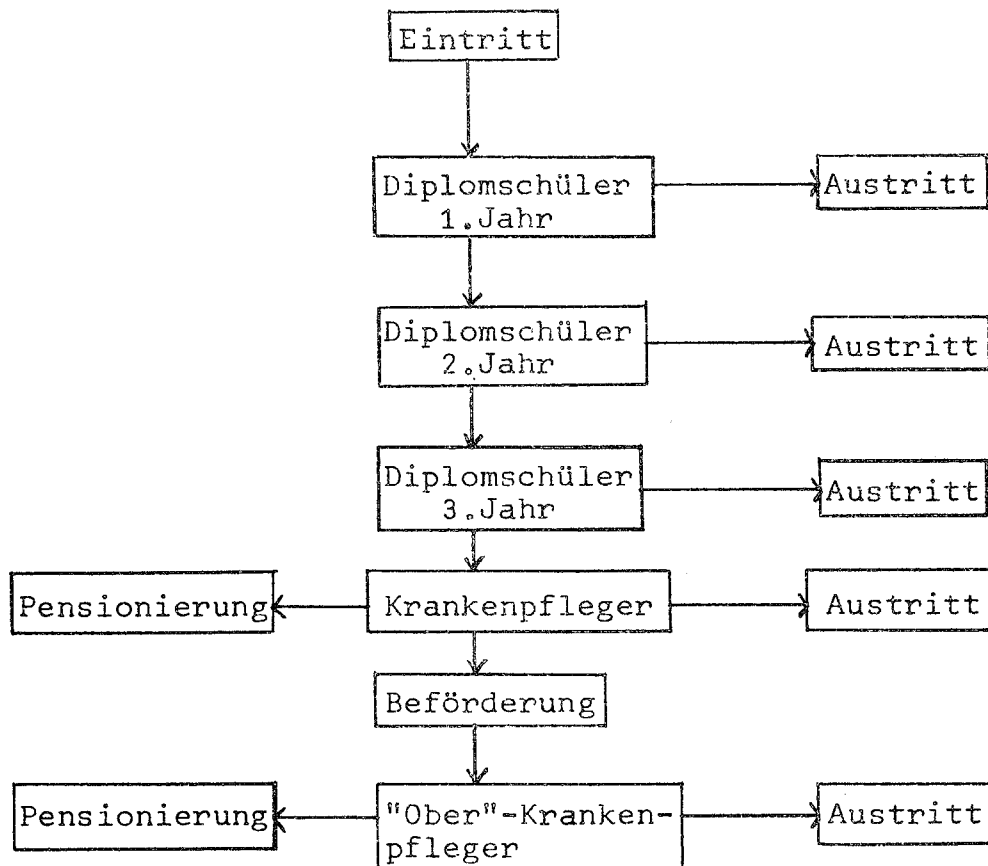 Eintritt
Diplomschüler
1.Jahr
Austritt
Diplomschüler
2.Jahr
Austritt
Diplomschüler
3.Jahr
Austritt
Pensionierung
Krankenpfleger
Austritt
Beförderung
Pensionierung
"Ober"-Kranken-
pfleger
Austritt